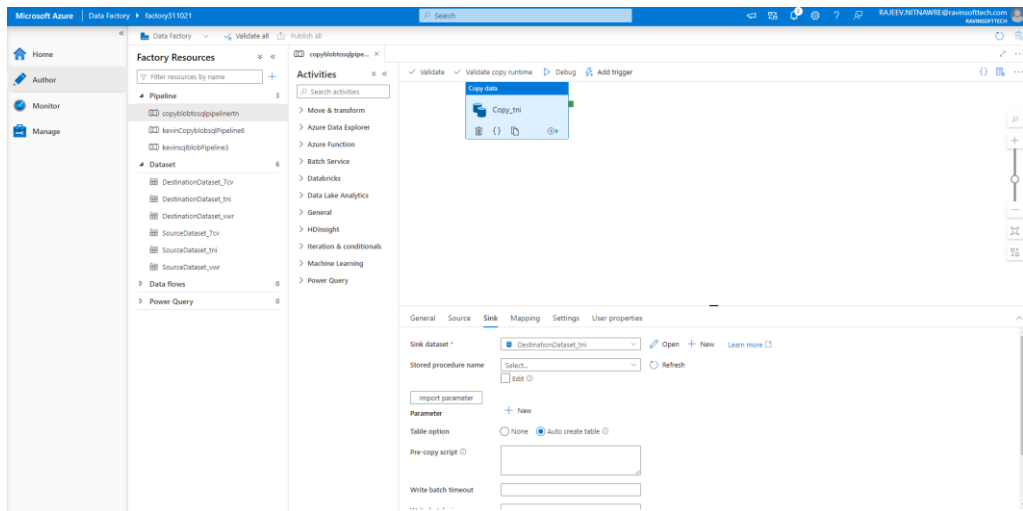 Microsoft Azure | Data Factory ▸ factory311021
Search
2
RAJEEV.NITNAWRE@ravinsofttech.com
RAVINSOFTTECH
Home
Author
Monitor
Manage
Data Factory
Validate all
Publish all
Factory Resources
Filter resources by name
Pipeline 3
copyblobtosqlpipelinertn
kevinCopyblobsqlPipeline6
kevinsqlblobPipeline3
Dataset 6
DestinationDataset_7cv
DestinationDataset_tni
DestinationDataset_vwr
SourceDataset_7cv
SourceDataset_tni
SourceDataset_vwr
Data flows 0
Power Query 0
copyblobtosqlpipe...
Activities
Search activities
Move & transform
Azure Data Explorer
Azure Function
Batch Service
Databricks
Data Lake Analytics
General
HDInsight
Iteration & conditionals
Machine Learning
Power Query
Validate
Validate copy runtime
Debug
Add trigger
Copy data
Copy_tni
General
Source
Sink
Mapping
Settings
User properties
Sink dataset *
DestinationDataset_tni
Open
New
Learn more
Stored procedure name
Select...
Refresh
Edit
Import parameter
Parameter
New
Table option
None
Auto create table
Pre-copy script
Write batch timeout